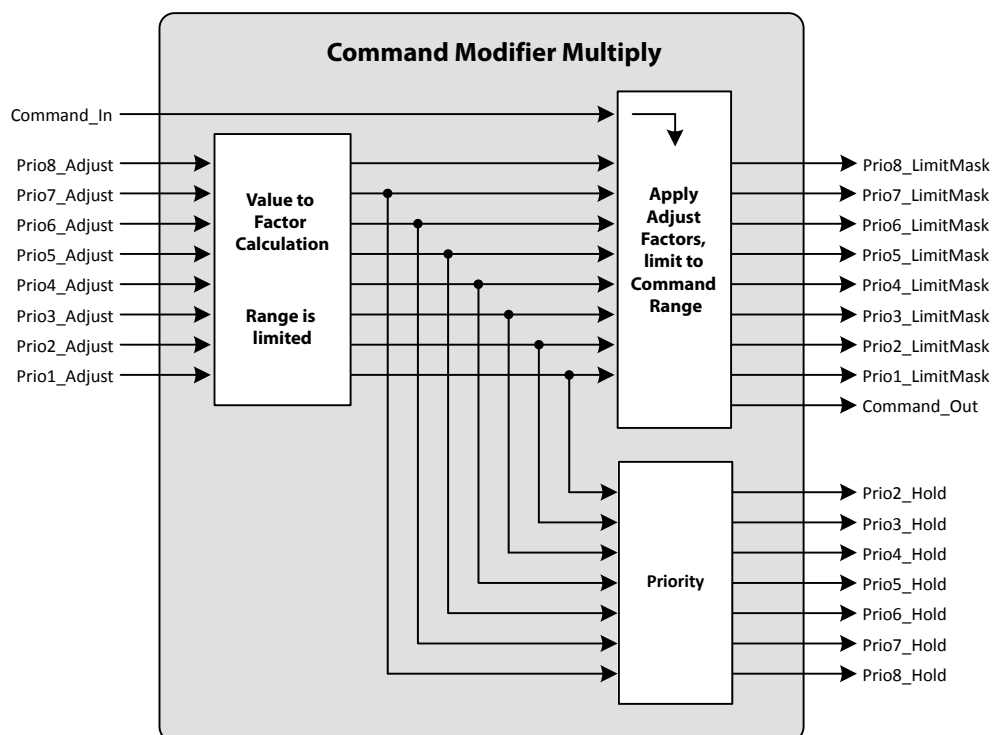 Command Modifier Multiply
Command_In
Prio8_Adjust
Prio7_Adjust
Prio6_Adjust
Prio5_Adjust
Prio4_Adjust
Prio3_Adjust
Prio2_Adjust
Prio1_Adjust
Value to
Factor
Calculation
Range is
limited
Apply
Adjust
Factors,
limit to
Command
Range
Prio8_LimitMask
Prio7_LimitMask
Prio6_LimitMask
Prio5_LimitMask
Prio4_LimitMask
Prio3_LimitMask
Prio2_LimitMask
Prio1_LimitMask
Command_Out
Priority
Prio2_Hold
Prio3_Hold
Prio4_Hold
Prio5_Hold
Prio6_Hold
Prio7_Hold
Prio8_Hold